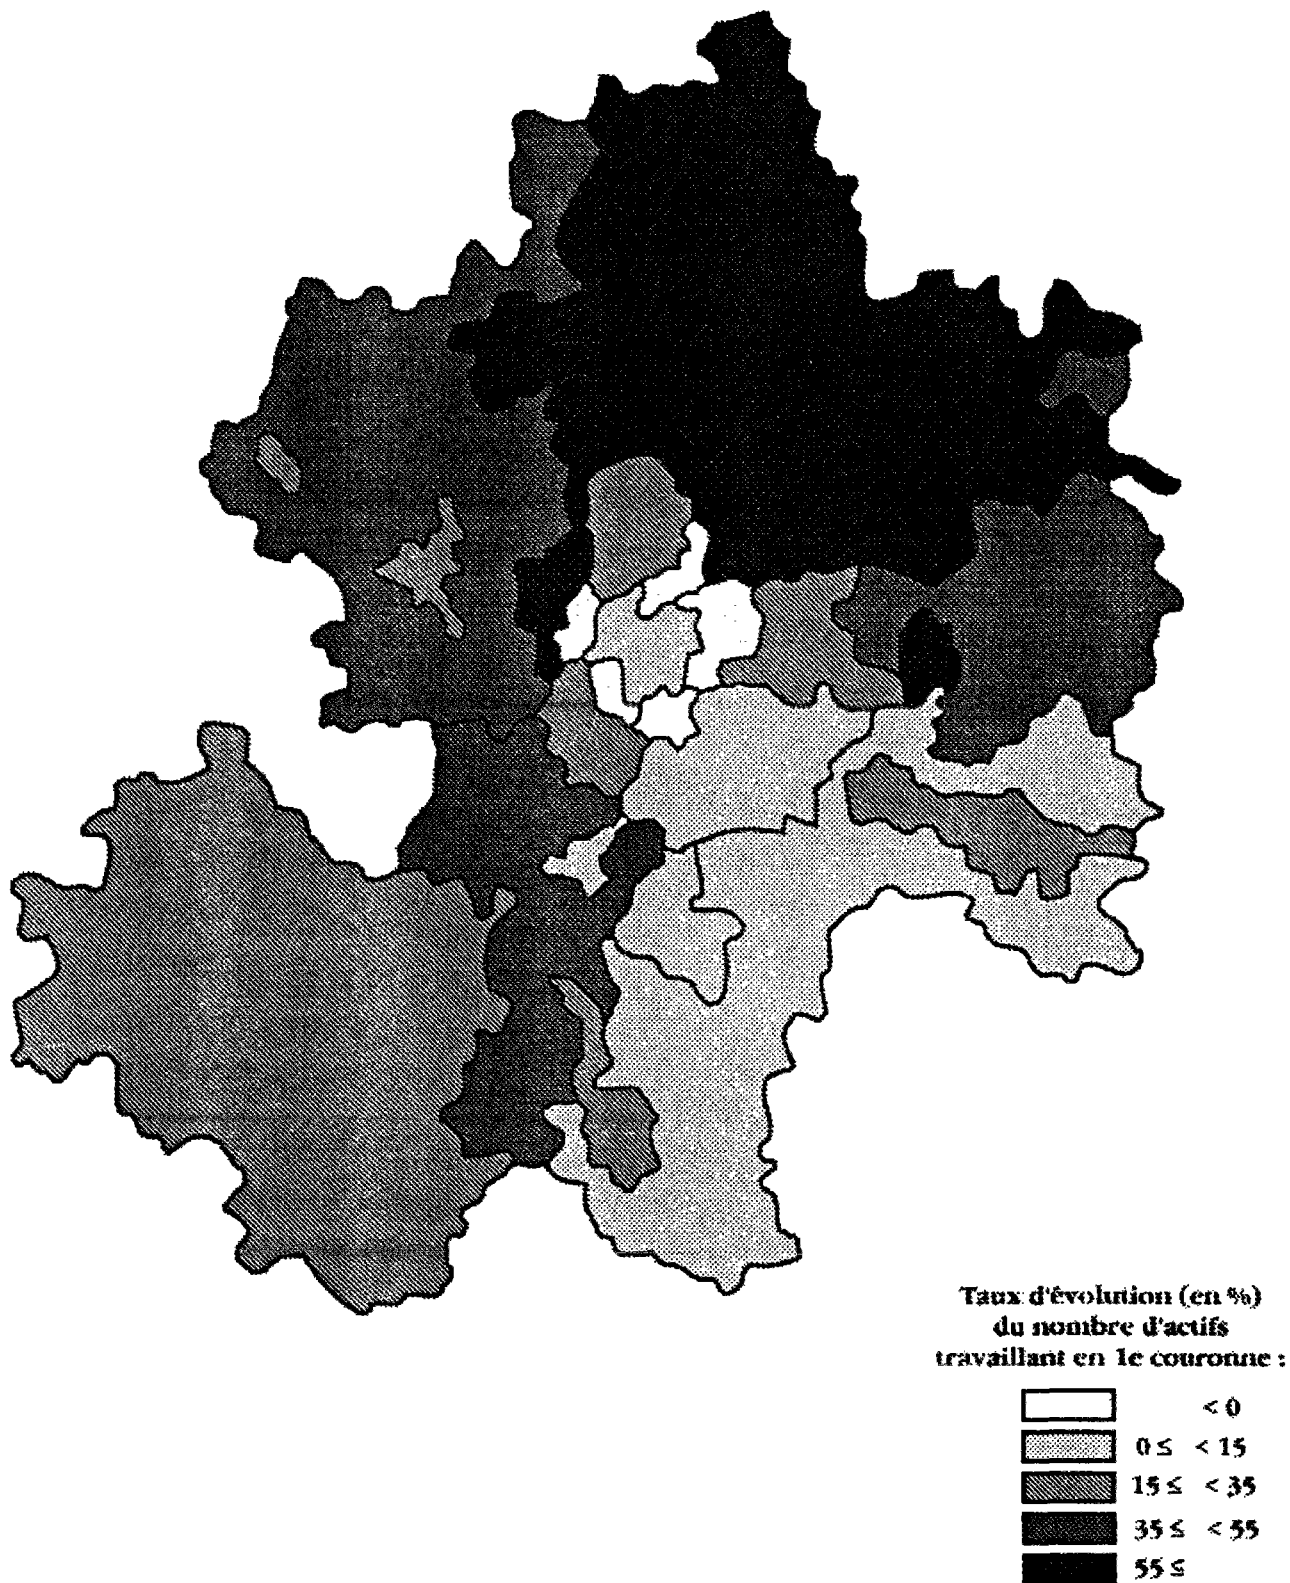 Taux d'évolution (en %)
du nombre d'actifs
travaillant en 1e couronne :
< 0
0 ≤ < 15
15 ≤ < 35
35 ≤ < 55
55 ≤